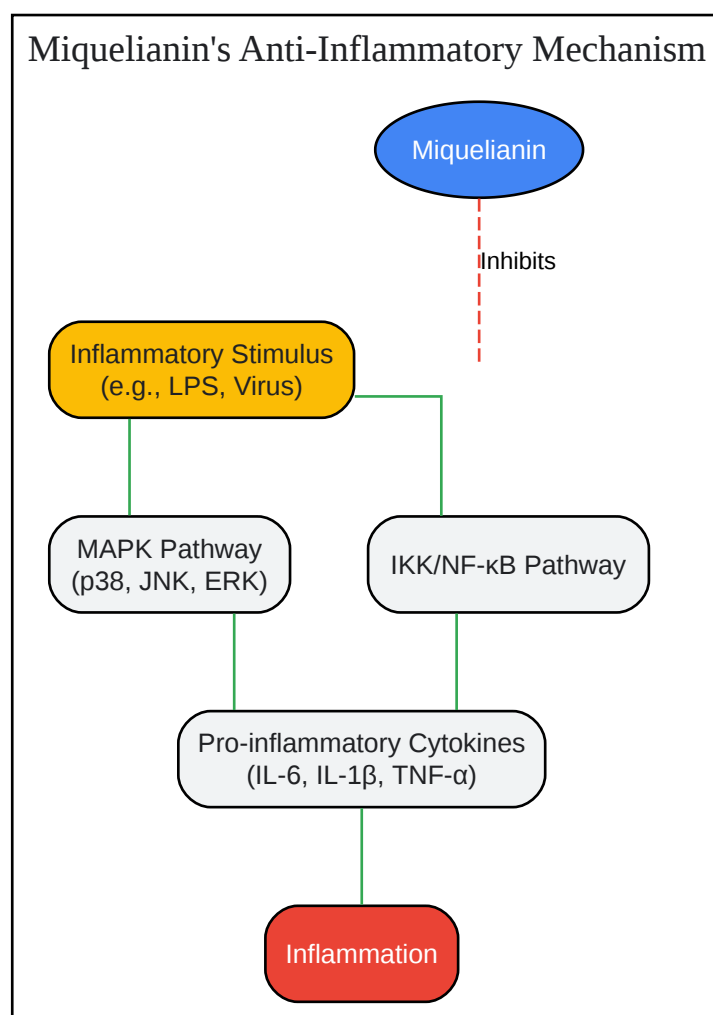 Miquelianin's Anti-Inflammatory Mechanism
Miquelianin
Inhibits
Inflammatory Stimulus
(e.g., LPS, Virus)
MAPK Pathway
(p38, JNK, ERK)
IKK/NF-κB Pathway
Pro-inflammatory Cytokines
(IL-6, IL-1β, TNF-α)
Inflammation